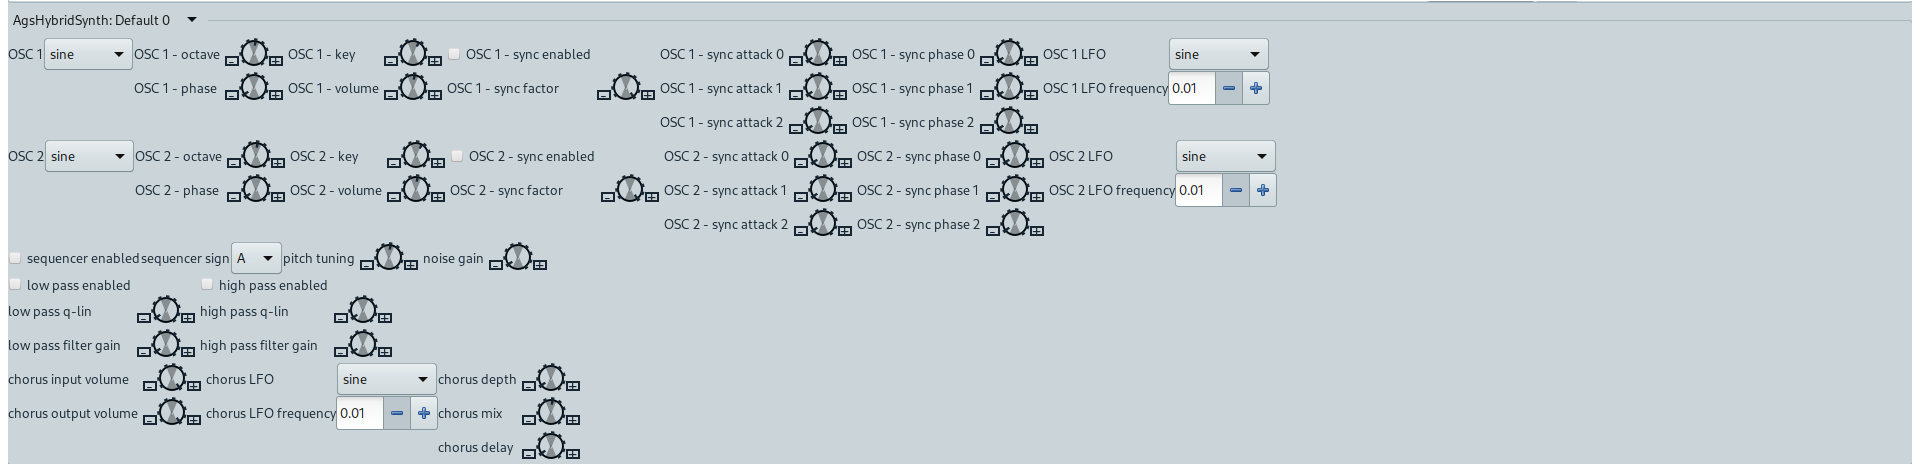 AgsHybridSynth: Default 0
OSC 1 sine OSC 1 - octave OSC 1 - key OSC 1 - sync enabled OSC 1 - sync attack 0 OSC 1 - sync phase 0 OSC 1 LFO sine
OSC 1 - phase OSC 1 - volume OSC 1 - sync factor OSC 1 - sync attack 1 OSC 1 - sync phase 1 OSC 1 LFO frequency 0.01
OSC 1 - sync attack 2 OSC 1 - sync phase 2
OSC 2 sine OSC 2 - octave OSC 2 - key OSC 2 - sync enabled OSC 2 - sync attack 0 OSC 2 - sync phase 0 OSC 2 LFO sine
OSC 2 - phase OSC 2 - volume OSC 2 - sync factor OSC 2 - sync attack 1 OSC 2 - sync phase 1 OSC 2 LFO frequency 0.01
OSC 2 - sync attack 2 OSC 2 - sync phase 2
sequencer enabled sequencer sign A pitch tuning noise gain
low pass enabled high pass enabled
low pass q-lin high pass q-lin
low pass filter gain high pass filter gain
chorus input volume chorus LFO sine chorus depth
chorus output volume chorus LFO frequency 0.01 chorus mix
chorus delay